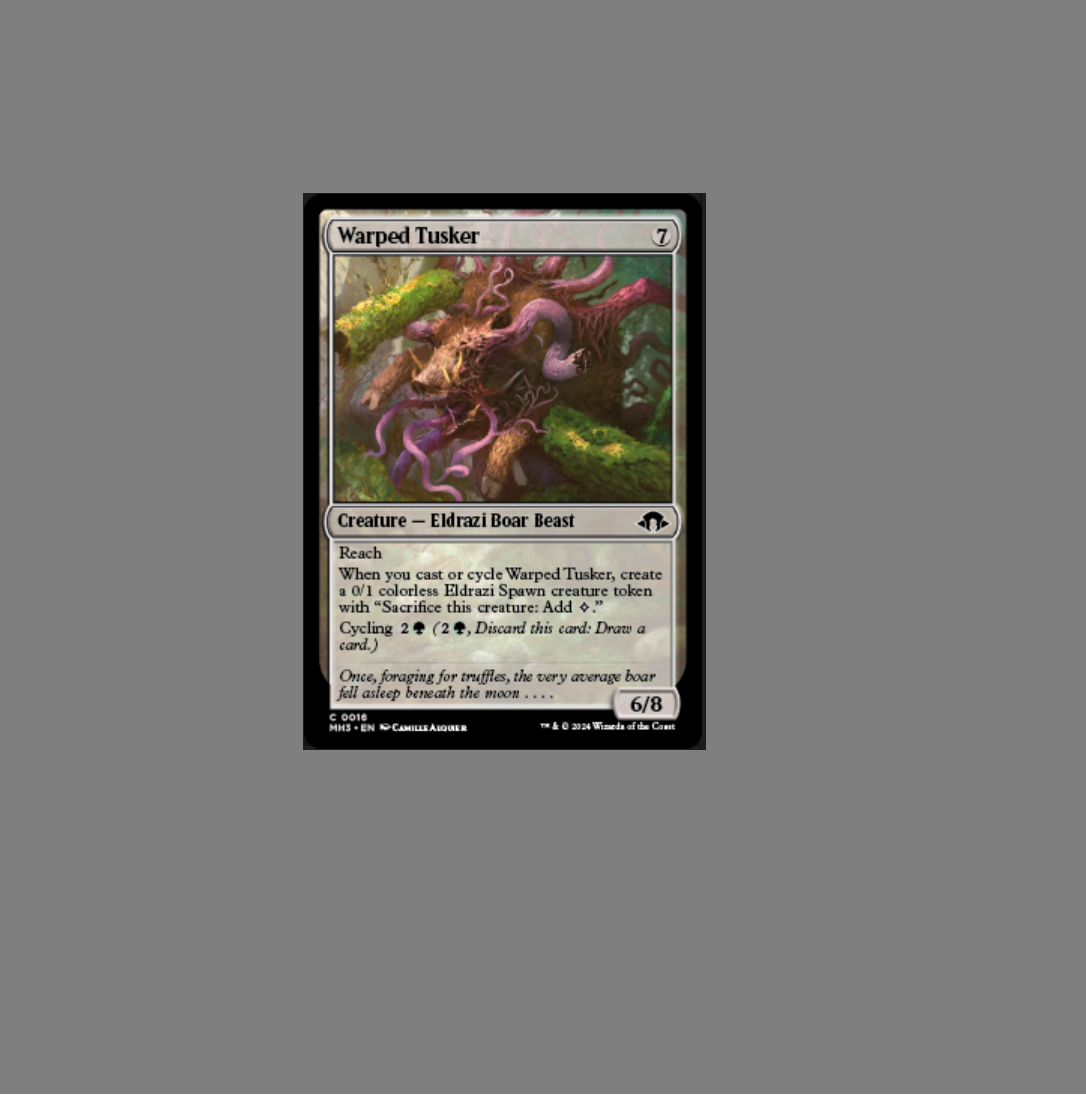 Warped Tusker 7
Creature — Eldrazi Boar Beast
Reach
When you cast or cycle Warped Tusker, create
a 0/1 colorless Eldrazi Spawn creature token
with “Sacrifice this creature: Add .”
Cycling 2 (2, Discard this card: Draw a
card.)
Once, foraging for truffles, the very average boar
fell asleep beneath the moon . . . .
6/8
C 0016
MH3 • EN Camille Alquier
™ & © 2024 Wizards of the Coast